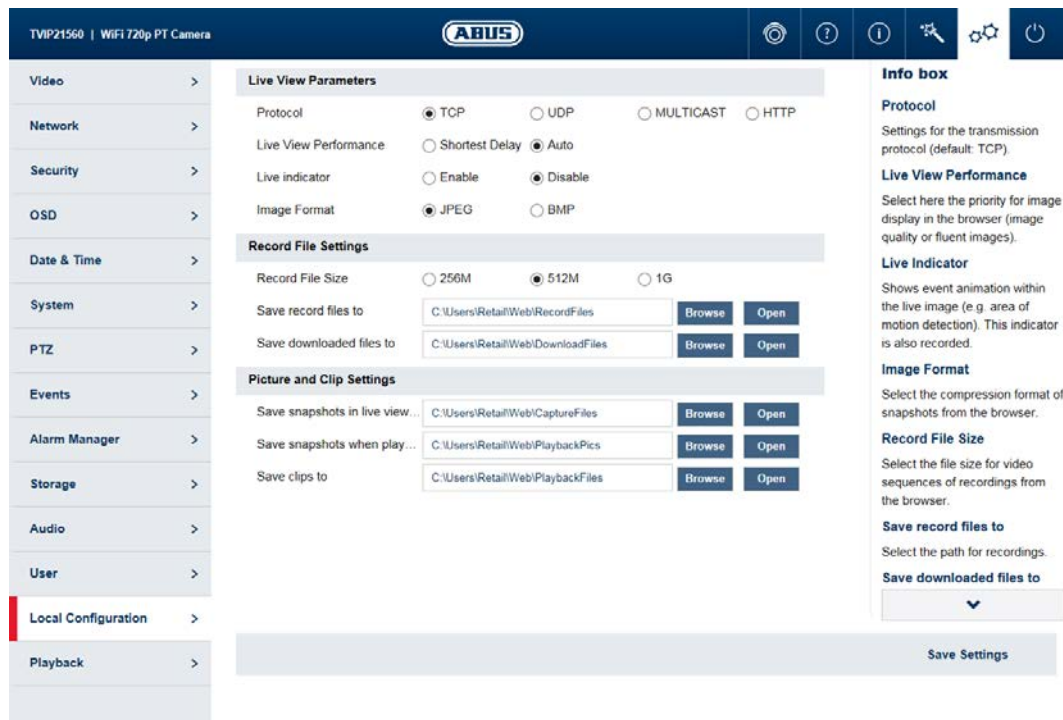 TVIP21560 | WiFi 720p PT Camera
ABUS
Video
Network
Security
OSD
Date & Time
System
PTZ
Events
Alarm Manager
Storage
Audio
User
Local Configuration
Playback
Live View Parameters
Protocol TCP UDP MULTICAST HTTP
Live View Performance Shortest Delay Auto
Live indicator Enable Disable
Image Format JPEG BMP
Record File Settings
Record File Size 256M 512M 1G
Save record files to C:\Users\Retail\Web\RecordFiles Browse Open
Save downloaded files to C:\Users\Retail\Web\DownloadFiles Browse Open
Picture and Clip Settings
Save snapshots in live view... C:\Users\Retail\Web\CaptureFiles Browse Open
Save snapshots when play... C:\Users\Retail\Web\PlaybackPics Browse Open
Save clips to C:\Users\Retail\Web\PlaybackFiles Browse Open
Info box
Protocol
Settings for the transmission
protocol (default: TCP).
Live View Performance
Select here the priority for image
display in the browser (image
quality or fluent images).
Live Indicator
Shows event animation within
the live image (e.g. area of
motion detection). This indicator
is also recorded.
Image Format
Select the compression format of
snapshots from the browser.
Record File Size
Select the file size for video
sequences of recordings from
the browser.
Save record files to
Select the path for recordings.
Save downloaded files to
Save Settings